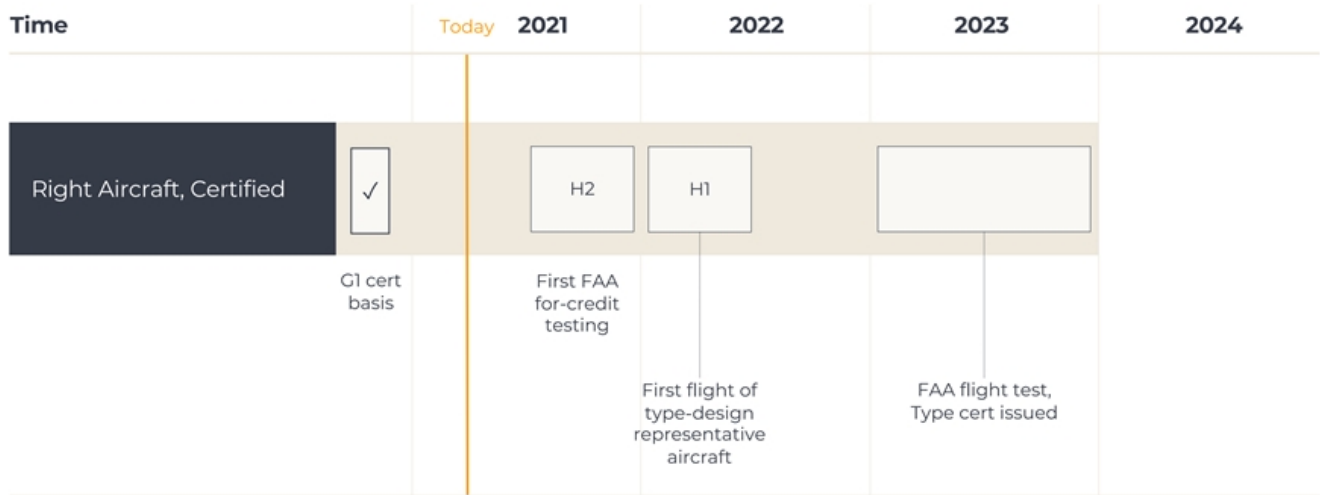 Time
Today
2021
2022
2023
2024
Right Aircraft, Certified
✓
H2
H1
G1 cert
basis
First FAA
for-credit
testing
First flight of
type-design
representative
aircraft
FAA flight test,
Type cert issued